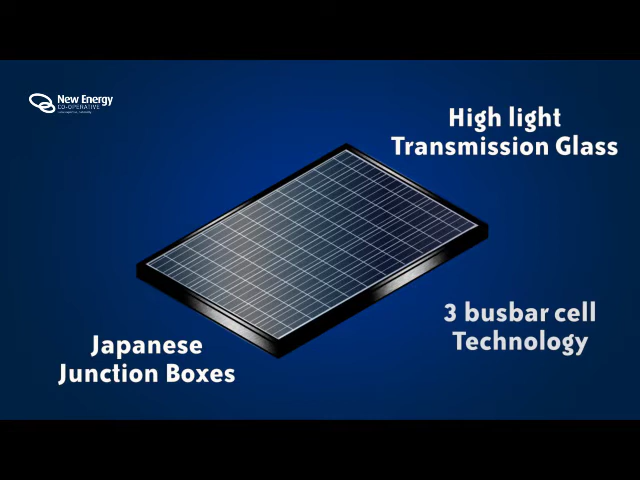 New Energy
CO-OPERATIVE
High light
Transmission Glass
3 busbar cell
Technology
Japanese
Junction Boxes